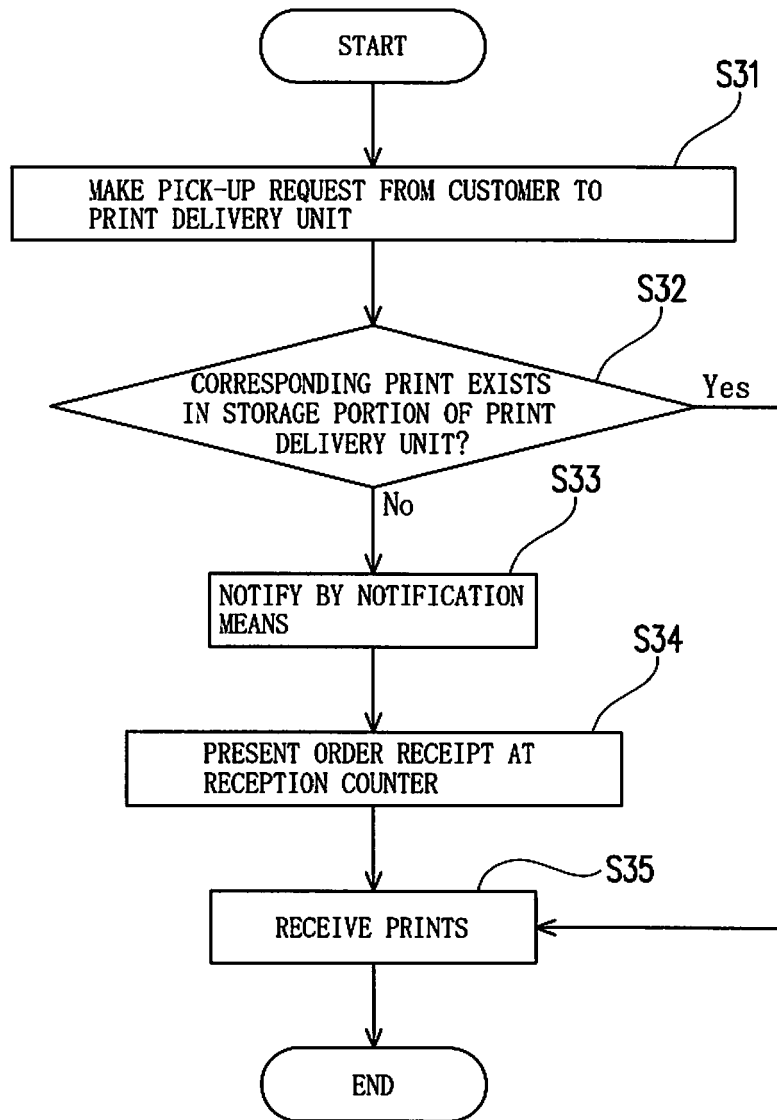 START
S31
MAKE PICK-UP REQUEST FROM CUSTOMER TO
PRINT DELIVERY UNIT
S32
CORRESPONDING PRINT EXISTS
IN STORAGE PORTION OF PRINT
DELIVERY UNIT?
Yes
No
S33
NOTIFY BY NOTIFICATION
MEANS
S34
PRESENT ORDER RECEIPT AT
RECEPTION COUNTER
S35
RECEIVE PRINTS
END